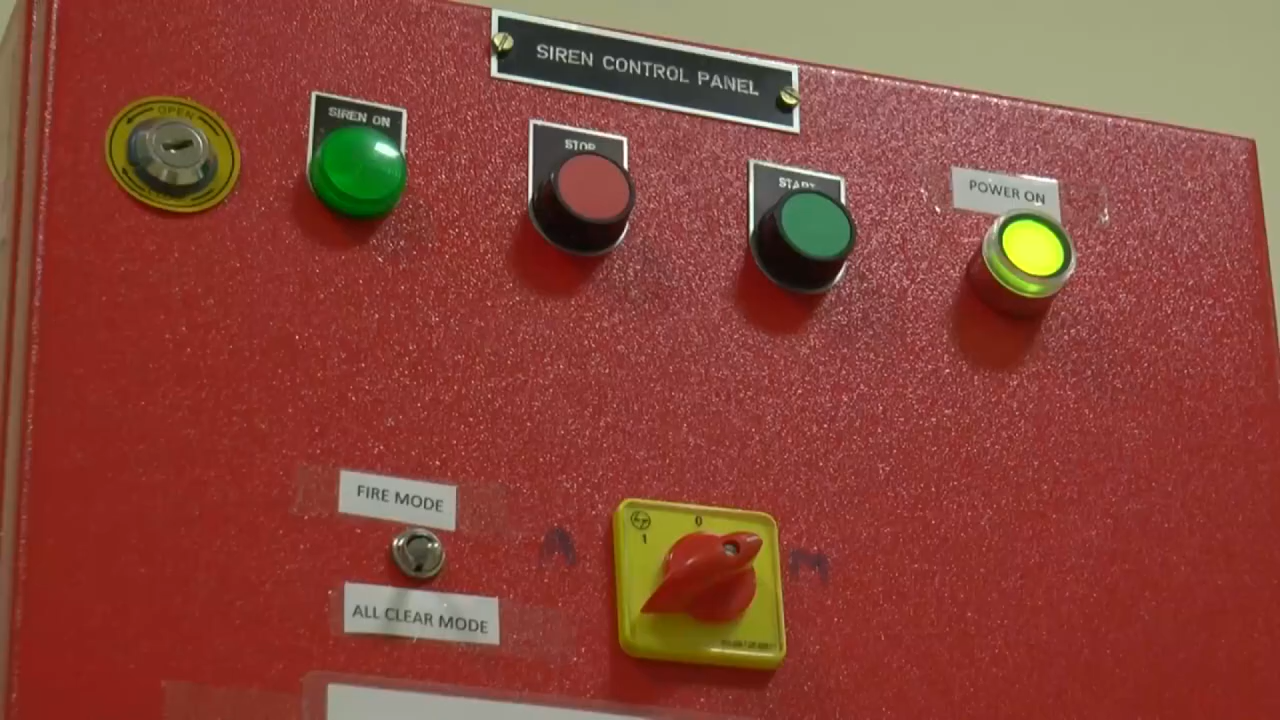 SIREN CONTROL PANEL
OPEN
SIREN ON
STOP
START
POWER ON
FIRE MODE
0
1
A
M
ALL CLEAR MODE